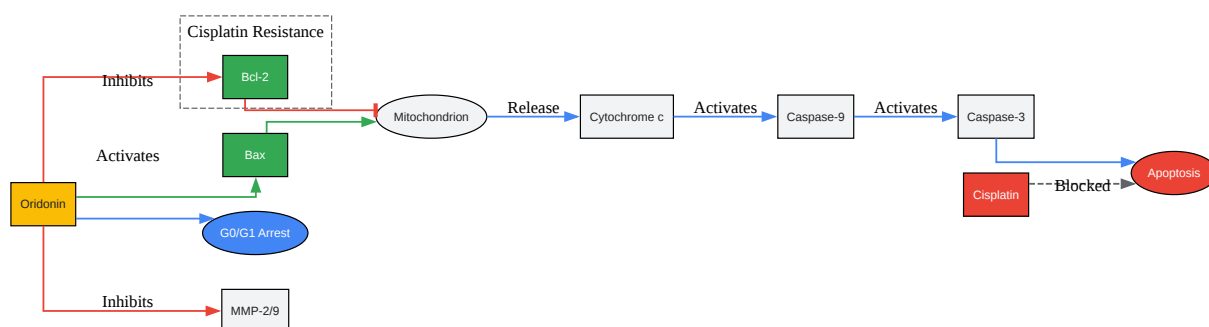 Cisplatin Resistance
Inhibits
Bcl-2
Mitochondrion
Release
Cytochrome c
Activates
Caspase-9
Activates
Caspase-3
Activates
Bax
Oridonin
G0/G1 Arrest
Cisplatin
Blocked
Apoptosis
Inhibits
MMP-2/9